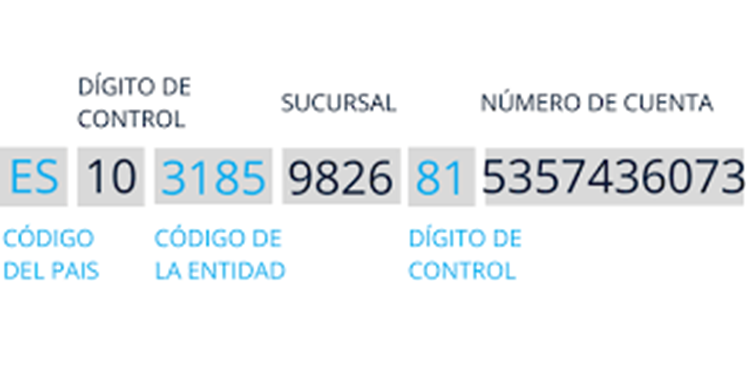 DÍGITO DE
CONTROL
SUCURSAL
NÚMERO DE CUENTA
ES 10 3185 9826 81 5357436073
CÓDIGO
DEL PAIS
CÓDIGO DE
LA ENTIDAD
DÍGITO DE
CONTROL